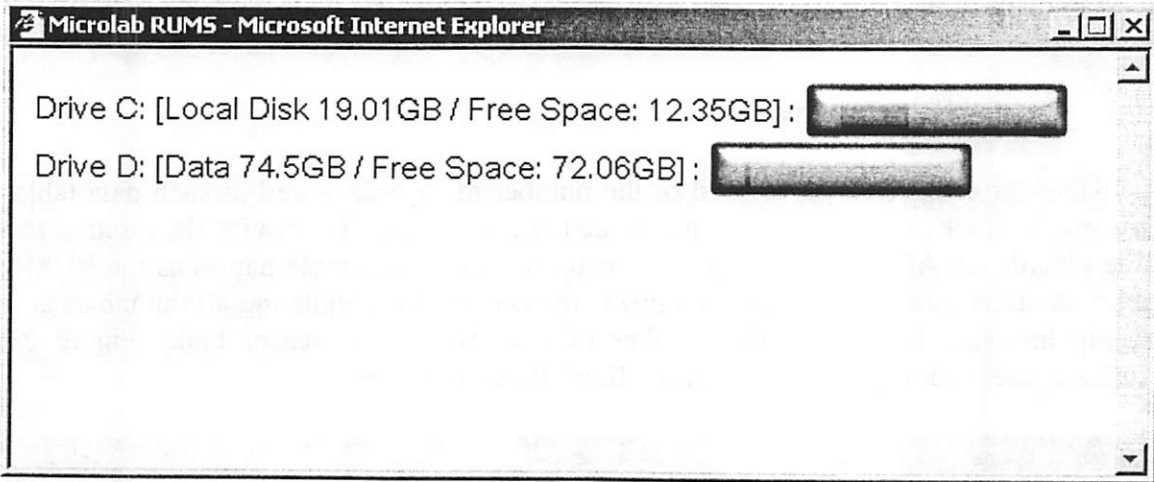 Microlab RUMS - Microsoft Internet Explorer
Drive C: [Local Disk 19.01GB / Free Space: 12.35GB] :
Drive D: [Data 74.5GB / Free Space: 72.06GB] :